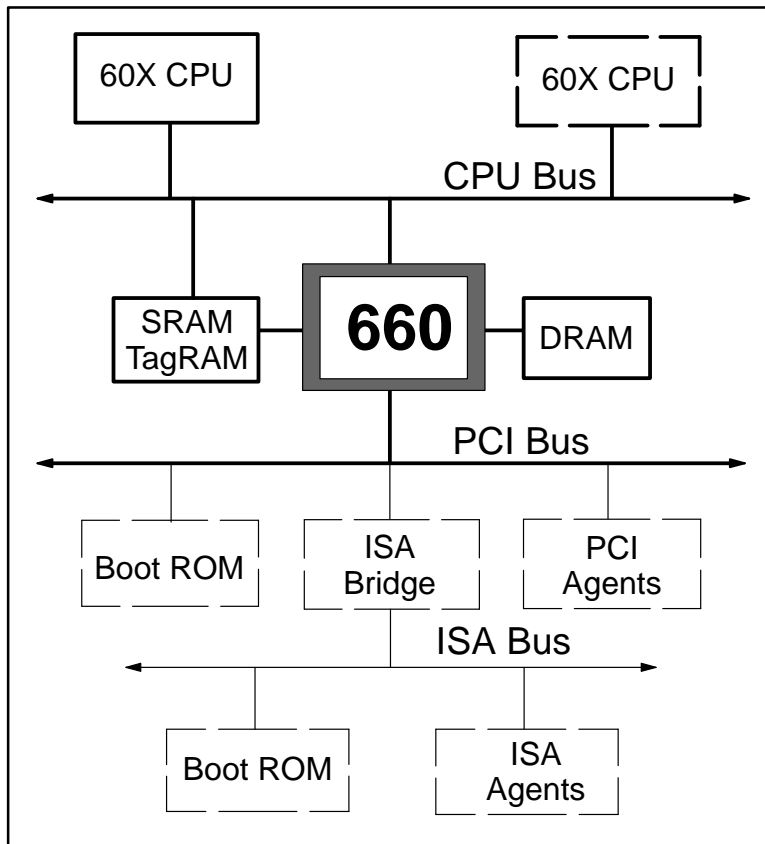 60X CPU
60X CPU
CPU Bus
SRAM
TagRAM
660
DRAM
PCI Bus
Boot ROM
ISA
Bridge
PCI
Agents
ISA Bus
Boot ROM
ISA
Agents